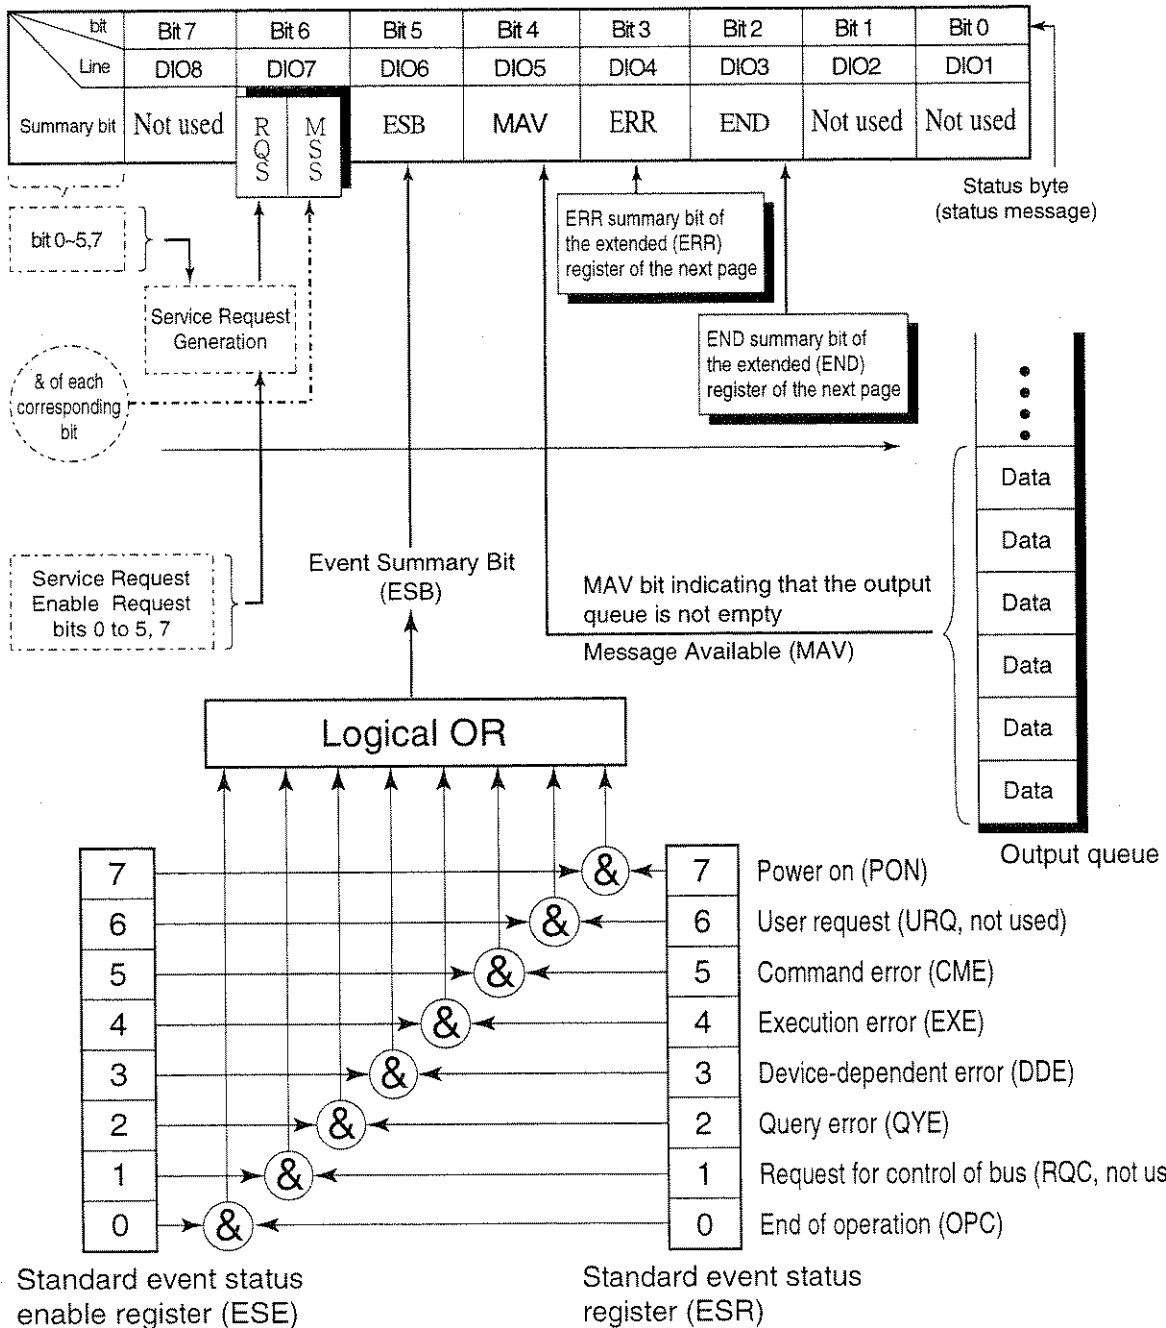 bit Bit 7 Bit 6 Bit 5 Bit 4 Bit 3 Bit 2 Bit 1 Bit 0
Line DIO8 DIO7 DIO6 DIO5 DIO4 DIO3 DIO2 DIO1
Summary bit Not used RQS MSS ESB MAV ERR END Not used Not used
Status byte
(status message)
bit 0~5,7
ERR summary bit of
the extended (ERR)
register of the next page
Service Request
Generation
END summary bit of
the extended (END)
register of the next page
& of each
corresponding
bit
Data
Data
Data
Data
Data
Data
Output queue
Service Request
Enable Request
bits 0 to 5, 7
Event Summary Bit
(ESB)
MAV bit indicating that the output
queue is not empty
Message Available (MAV)
Logical OR
7 & 7 Power on (PON)
6 & 6 User request (URQ, not used)
5 & 5 Command error (CME)
4 & 4 Execution error (EXE)
3 & 3 Device-dependent error (DDE)
2 & 2 Query error (QYE)
1 & 1 Request for control of bus (RQC, not us
0 & 0 End of operation (OPC)
Standard event status
enable register (ESE)
Standard event status
register (ESR)